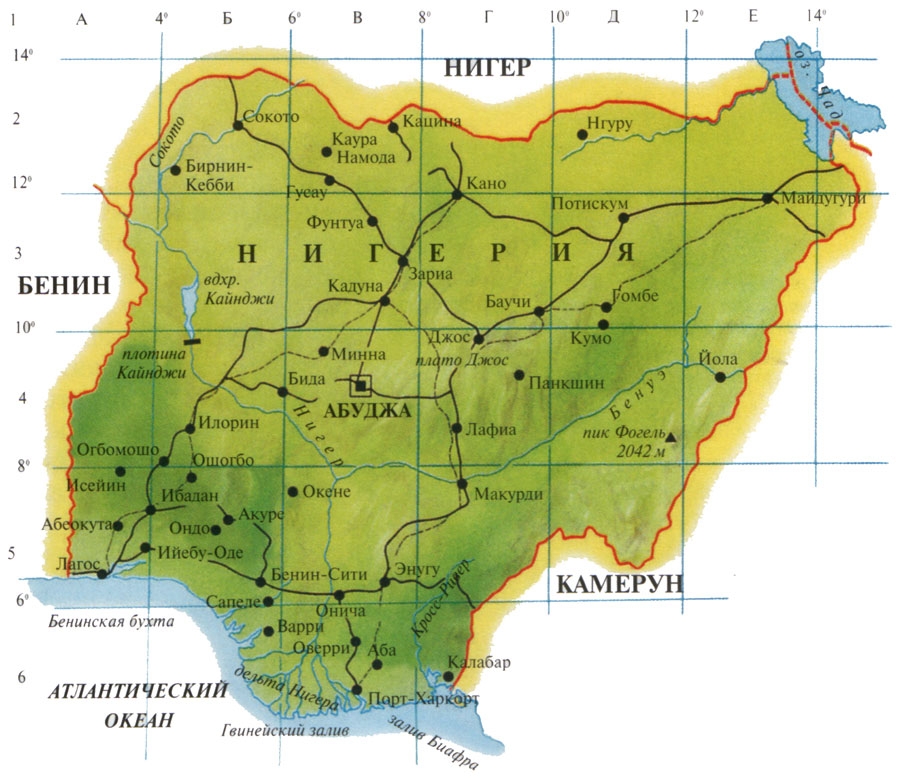 1 А 4° Б 6° В 8° Г 10° Д 12° Е 14°
14°
НИГЕР
оз. Чад
2
Сокото
Сокото
Кацина
Каура
Намода
Нгуру
Бирнин-
Кебби
12°
Гусау
Кано
Потискум
Майдугури
Фунтуа
3
НИГЕРИЯ
Зариа
БЕНИН
вдхр.
Кайнджи
Кадуна
Баучи
Гомбе
10°
Джос
Кумо
плотина
Кайнджи
Минна
плато Джос
Йола
Бида
Панкшин
4
АБУДЖА
Нигер
Бенуэ
Илорин
Лафиа
пик Фогель
2042 м
Огбомошо
Ошогбо
8°
Исейин
Ибадан
Окене
Макурди
Абеокута
Акуре
Ондо
5
Ийебу-Оде
Лагос
Бенин-Сити
Энугу
КАМЕРУН
Кросс-Ривер
6°
Сапеле
Онича
Бенинская бухта
Варри
Оверри
Аба
Калабар
6
дельта Нигера
АТЛАНТИЧЕСКИЙ
ОКЕАН
Порт-Харкорт
Гвинейский залив
залив Биафра